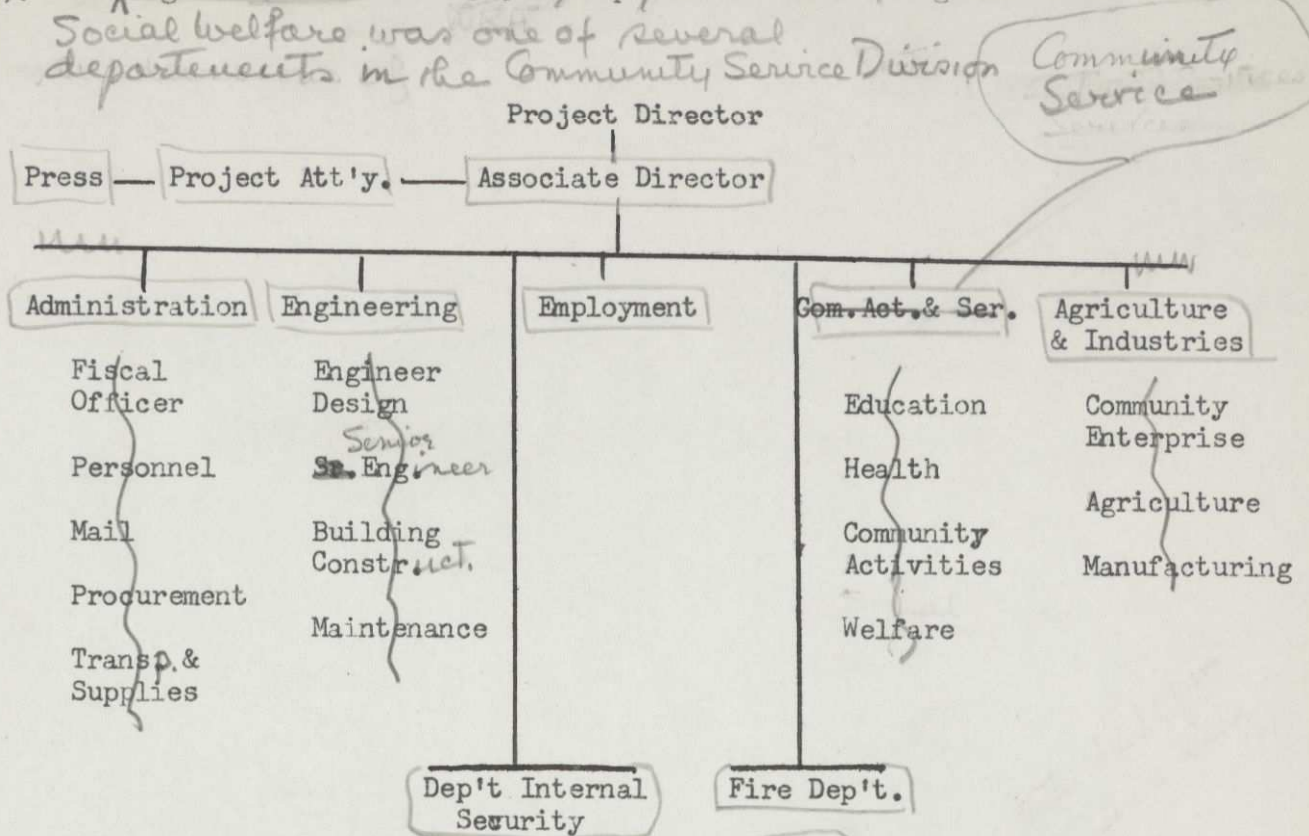 Social Welfare was one of several
departments in the Community Service Division
Community
Service
Project Director
Press Project Att'y. Associate Director
Administration Engineering Employment Com. Act. & Ser. Agriculture
& Industries
Fiscal
Officer
Personnel
Mail
Procurement
Transp. &
Supplies
Engineer
Design
Senior
Sr. Engineer
Building
Construct.
Maintenance
Education
Health
Community
Activities
Welfare
Community
Enterprise
Agriculture
Manufacturing
Dep't Internal
Security
Fire Dep't.